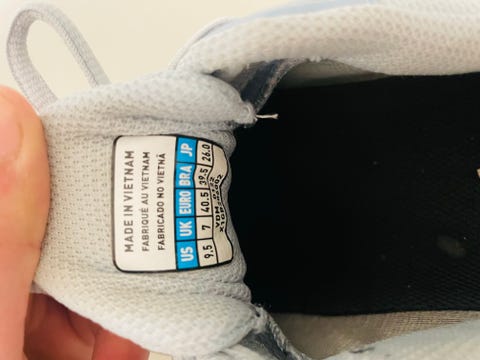 MADE IN VIETNAM
FABRIQUÉ AU VIETNAM
FABRICADO NO VIETNÃ
US UK EURO BRA JP
9.5 7 40.5 39.5 26.0